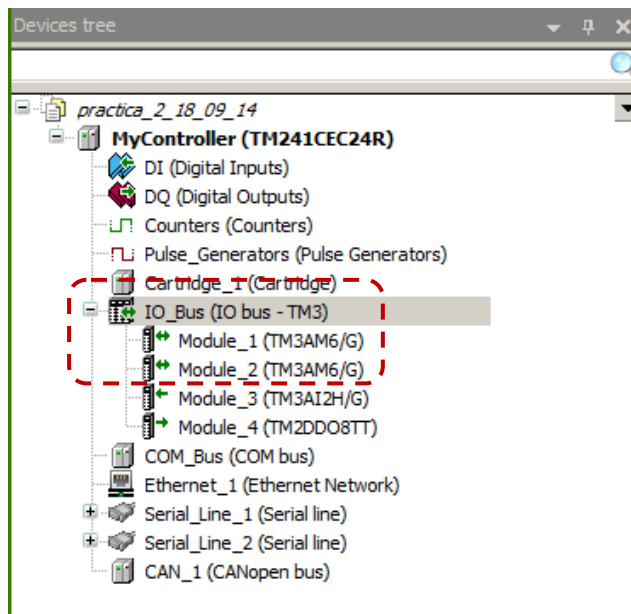 Devices tree
practica_2_18_09_14
MyController (TM241CEC24R)
DI (Digital Inputs)
DQ (Digital Outputs)
Counters (Counters)
Pulse_Generators (Pulse Generators)
Cartridge_1 (Cartridge)
IO_Bus (IO bus - TM3)
Module_1 (TM3AM6/G)
Module_2 (TM3AM6/G)
Module_3 (TM3AI2H/G)
Module_4 (TM2DDO8TT)
COM_Bus (COM bus)
Ethernet_1 (Ethernet Network)
Serial_Line_1 (Serial line)
Serial_Line_2 (Serial line)
CAN_1 (CANopen bus)